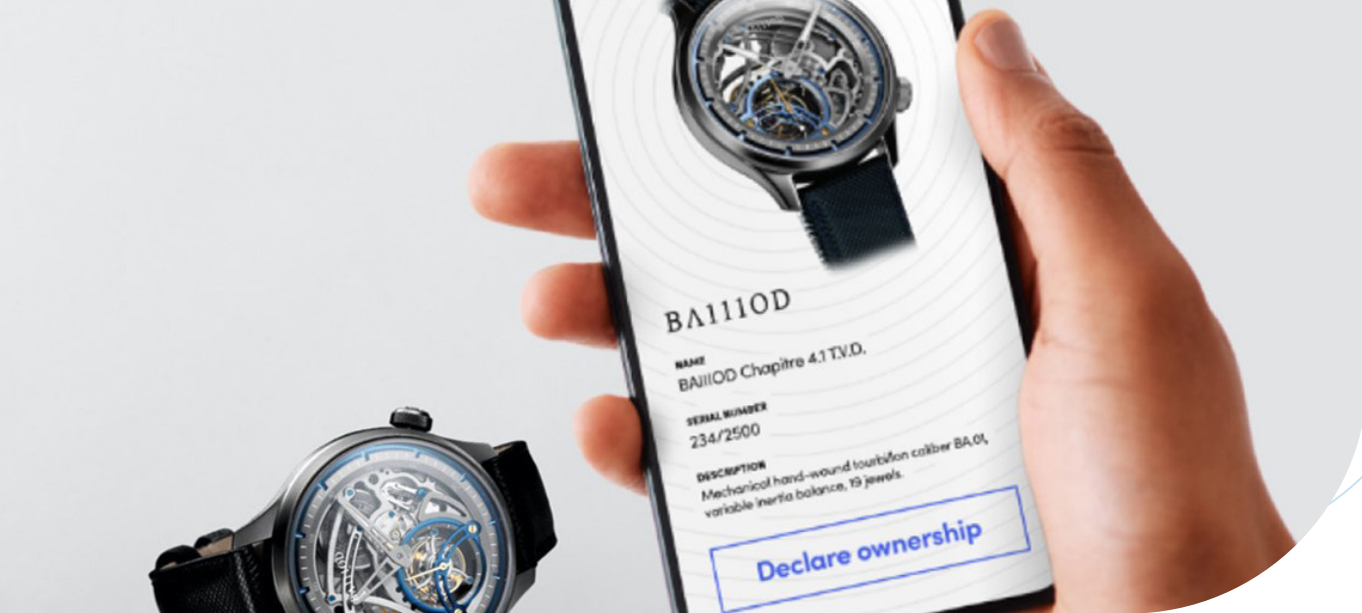 BA111OD
NAME
BA111OD Chapitre 4.1 T.V.D.
SERIAL NUMBER
234/2500
DESCRIPTION
Mechanical hand-wound tourbillon caliber BA.01,
variable inertia balance, 19 jewels.
Declare ownership